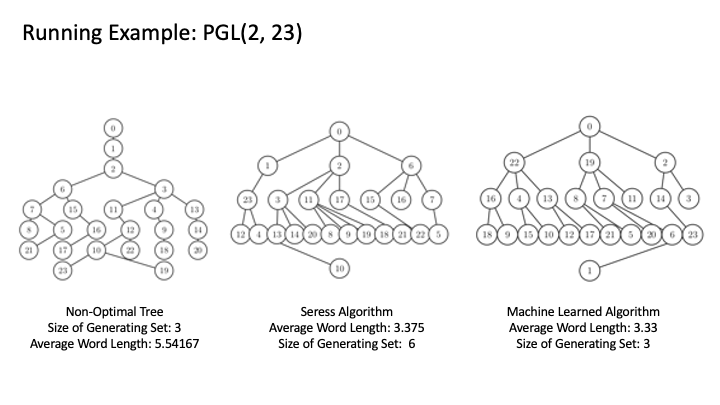 Running Example: PGL(2, 23)
0
1
2
6 3
7 15 11 4 13
8 5 16 12 9 14
21 17 10 22 18 20
23 19
Non-Optimal Tree
Size of Generating Set: 3
Average Word Length: 5.54167
0
1 2 6
23 3 11 17 15 16 7
12 4 13 14 20 8 9 19 18 21 22 5
10
Seress Algorithm
Average Word Length: 3.375
Size of Generating Set: 6
0
22 19 2
16 4 13 8 7 11 14 3
18 9 15 10 12 17 21 5 20 6 23
1
Machine Learned Algorithm
Average Word Length: 3.33
Size of Generating Set: 3